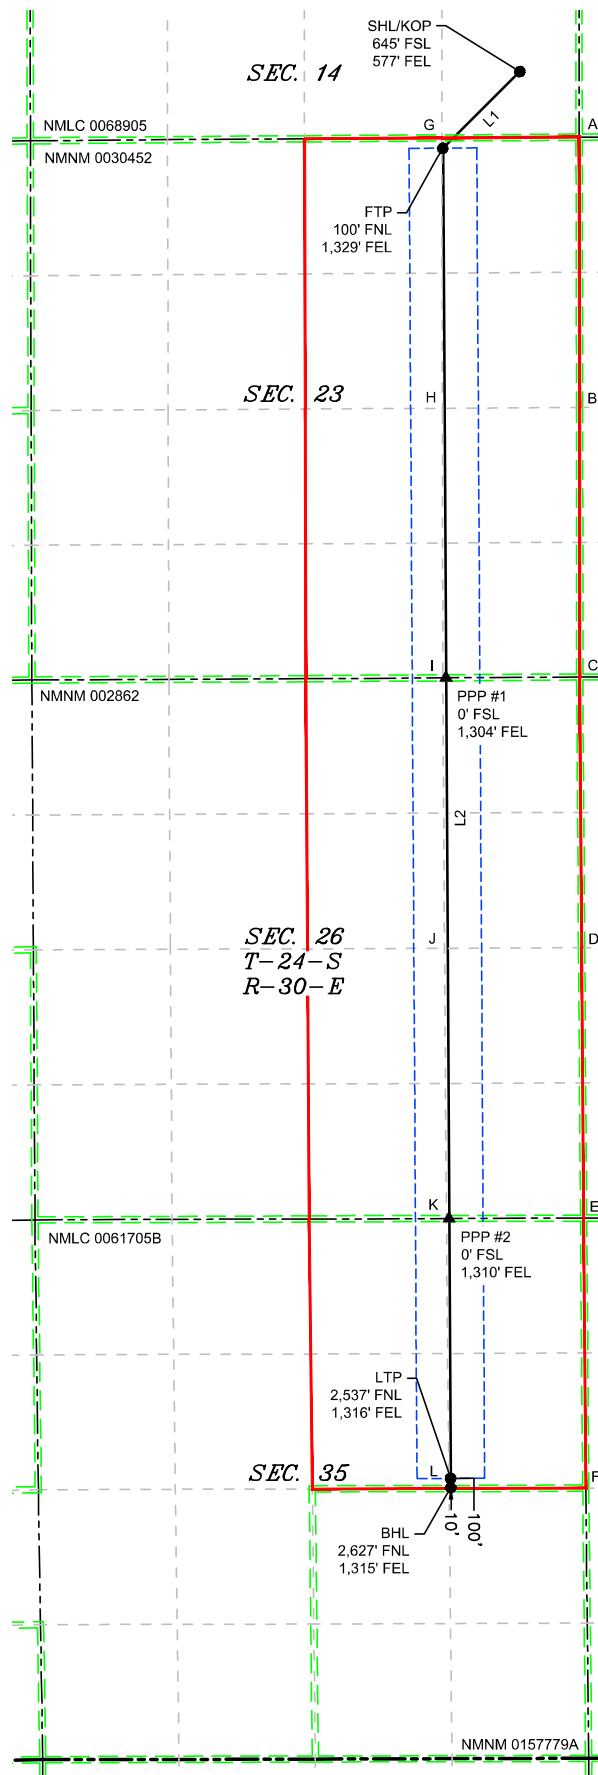 SHL/KOP
645' FSL
577' FEL
SEC. 14
L1
NMLC 0068905
G
A
NMNM 0030452
FTP
100' FNL
1,329' FEL
SEC. 23
H
B
I
C
NMNM 002862
PPP #1
0' FSL
1,304' FEL
L2
SEC. 26
T-24-S
R-30-E
J
D
K
E
NMLC 0061705B
PPP #2
0' FSL
1,310' FEL
LTP
2,537' FNL
1,316' FEL
SEC. 35
L
F
10'
100'
BHL
2,627' FNL
1,315' FEL
NMNM 0157779A